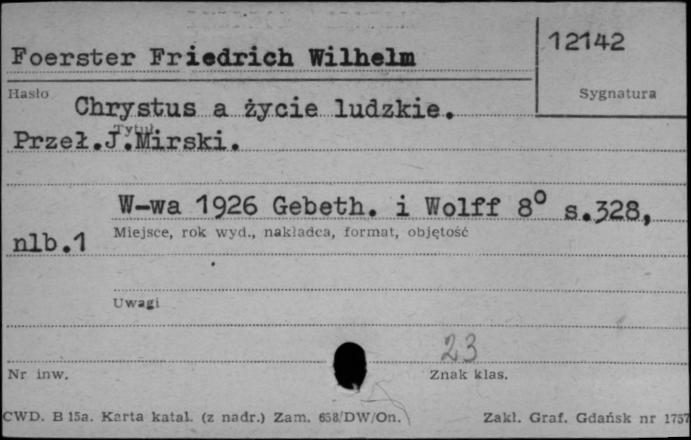 Foerster Friedrich Wilhelm
12142
Hasło
Sygnatura
Chrystus a życie ludzkie.
Tytuł
Przeł.J.Mirski.
W-wa 1926 Gebeth. i Wolff 8⁰ s.328,
nlb.1
Miejsce, rok wyd., nakładca, format, objętość
Uwagi
23
Nr inw.
Znak klas.
CWD. B 15a. Karta katal. (z nadr.) Zam. 658/DW/On.
Zakł. Graf. Gdańsk nr 1757